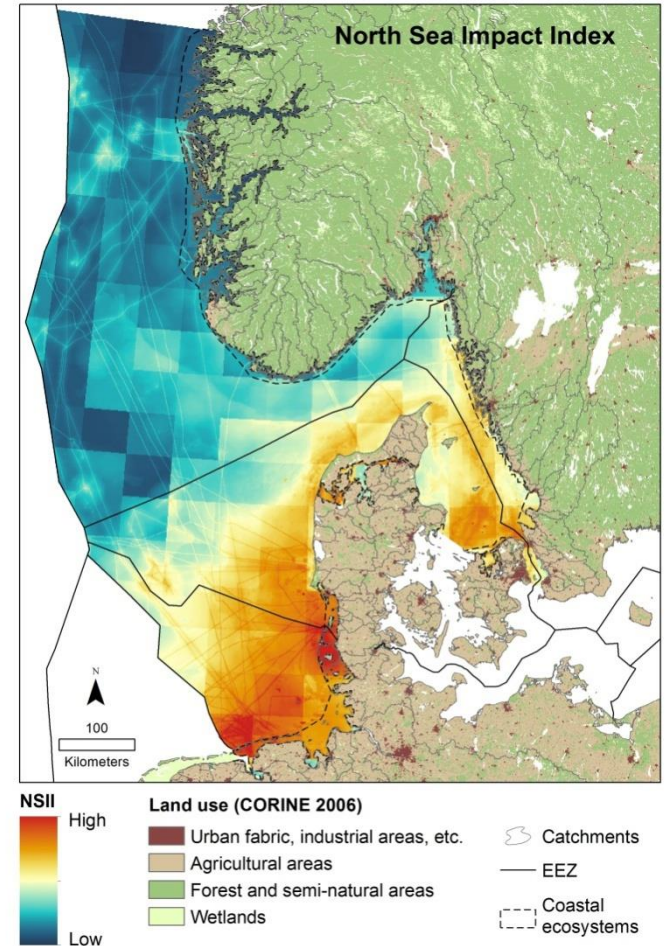 North Sea Impact Index
N
100
Kilometers
NSII
High
Low
Land use (CORINE 2006)
Urban fabric, industrial areas, etc.
Agricultural areas
Forest and semi-natural areas
Wetlands
Catchments
EEZ
Coastal
ecosystems